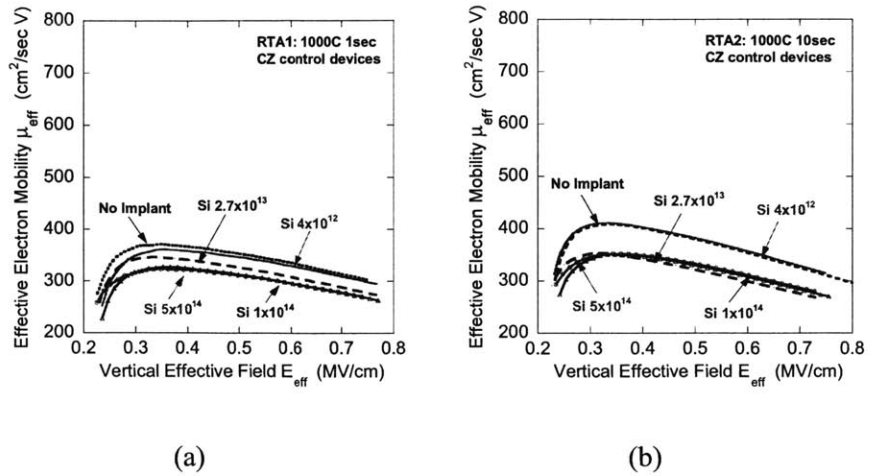 800
700
600
500
400
300
200
Effective Electron Mobility μeff (cm²/sec V)
RTA1: 1000C 1sec
CZ control devices
No Implant
Si 2.7x10¹³
Si 4x10¹²
Si 5x10¹⁴
Si 1x10¹⁴
0.2 0.3 0.4 0.5 0.6 0.7 0.8
Vertical Effective Field Eeff (MV/cm)
(a)
800
700
600
500
400
300
200
Effective Electron Mobility μeff (cm²/sec V)
RTA2: 1000C 10sec
CZ control devices
No Implant
Si 2.7x10¹³
Si 4x10¹²
Si 5x10¹⁴
Si 1x10¹⁴
0.2 0.3 0.4 0.5 0.6 0.7 0.8
Vertical Effective Field Eeff (MV/cm)
(b)